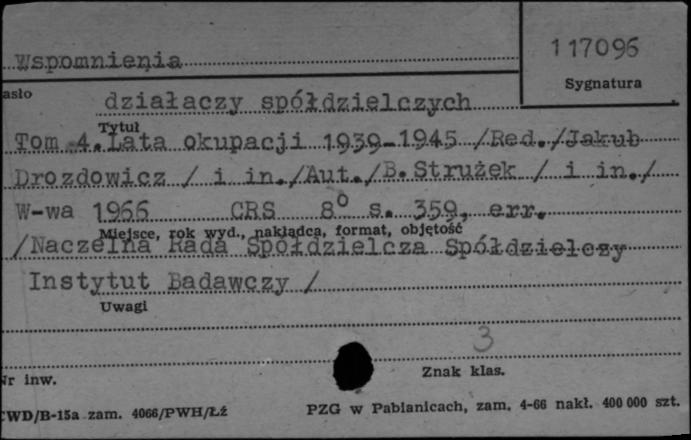 Wspomnienia
117096
Sygnatura
asło
działaczy spółdzielczych
Tytuł
Tom 4. Lata okupacji 1939-1945 /Red./Jakub
Drozdowicz / i in./Aut./B.Strużek / i in./
W-wa 1966 CRS 8° s. 359, err.
Miejsce, rok wyd., nakładca, format, objętość
/Naczelna Rada Spółdzielcza Spółdzielczy
Instytut Badawczy /
Uwagi
3
Nr inw.
Znak klas.
CWD/B-15a zam. 4066/PWH/Łź
PZG w Pabianicach, zam. 4-66 nakł. 400 000 szt.